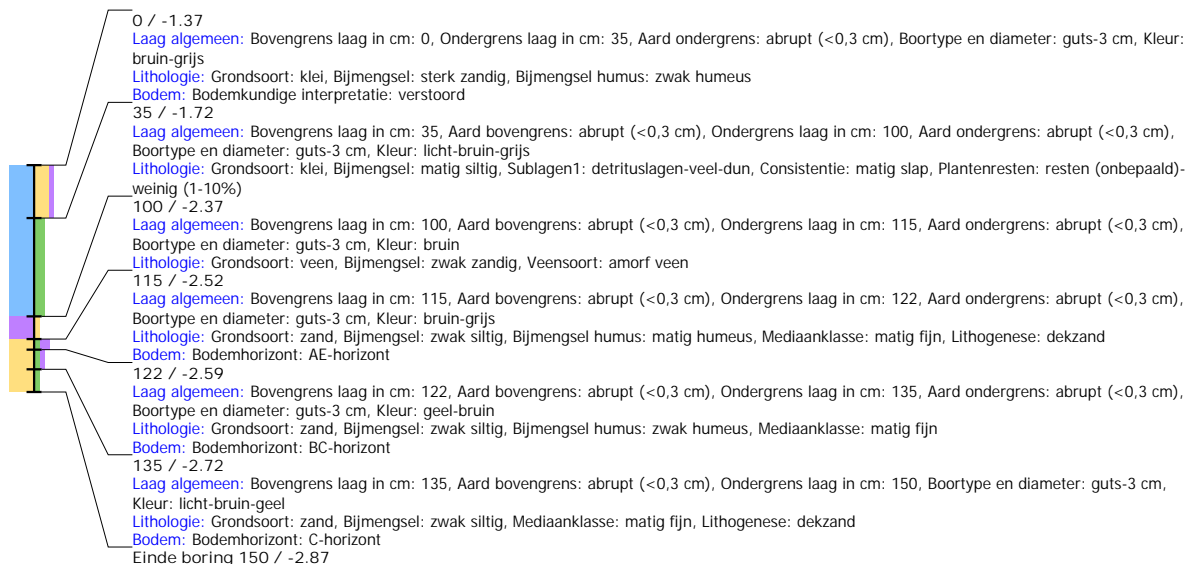 0 / -1.37
Laag algemeen: Bovengrens laag in cm: 0, Ondergrens laag in cm: 35, Aard ondergrens: abrupt (<0,3 cm), Boortype en diameter: guts-3 cm, Kleur:
bruin-grijs
Lithologie: Grondsoort: klei, Bijmengsel: sterk zandig, Bijmengsel humus: zwak humeus
Bodem: Bodemkundige interpretatie: verstoord
35 / -1.72
Laag algemeen: Bovengrens laag in cm: 35, Aard bovengrens: abrupt (<0,3 cm), Ondergrens laag in cm: 100, Aard ondergrens: abrupt (<0,3 cm),
Boortype en diameter: guts-3 cm, Kleur: licht-bruin-grijs
Lithologie: Grondsoort: klei, Bijmengsel: matig siltig, Sublagen1: detrituslagen-veel-dun, Consistentie: matig slap, Plantenresten: resten (onbepaald)-
weinig (1-10%)
100 / -2.37
Laag algemeen: Bovengrens laag in cm: 100, Aard bovengrens: abrupt (<0,3 cm), Ondergrens laag in cm: 115, Aard ondergrens: abrupt (<0,3 cm),
Boortype en diameter: guts-3 cm, Kleur: bruin
Lithologie: Grondsoort: veen, Bijmengsel: zwak zandig, Veensoort: amorf veen
115 / -2.52
Laag algemeen: Bovengrens laag in cm: 115, Aard bovengrens: abrupt (<0,3 cm), Ondergrens laag in cm: 122, Aard ondergrens: abrupt (<0,3 cm),
Boortype en diameter: guts-3 cm, Kleur: bruin-grijs
Lithologie: Grondsoort: zand, Bijmengsel: zwak siltig, Bijmengsel humus: matig humeus, Mediaanklasse: matig fijn, Lithogenese: dekzand
Bodem: Bodemhorizont: AE-horizont
122 / -2.59
Laag algemeen: Bovengrens laag in cm: 122, Aard bovengrens: abrupt (<0,3 cm), Ondergrens laag in cm: 135, Aard ondergrens: abrupt (<0,3 cm),
Boortype en diameter: guts-3 cm, Kleur: geel-bruin
Lithologie: Grondsoort: zand, Bijmengsel: zwak siltig, Bijmengsel humus: zwak humeus, Mediaanklasse: matig fijn
Bodem: Bodemhorizont: BC-horizont
135 / -2.72
Laag algemeen: Bovengrens laag in cm: 135, Aard bovengrens: abrupt (<0,3 cm), Ondergrens laag in cm: 150, Boortype en diameter: guts-3 cm,
Kleur: licht-bruin-geel
Lithologie: Grondsoort: zand, Bijmengsel: zwak siltig, Mediaanklasse: matig fijn, Lithogenese: dekzand
Bodem: Bodemhorizont: C-horizont
Einde boring 150 / -2.87